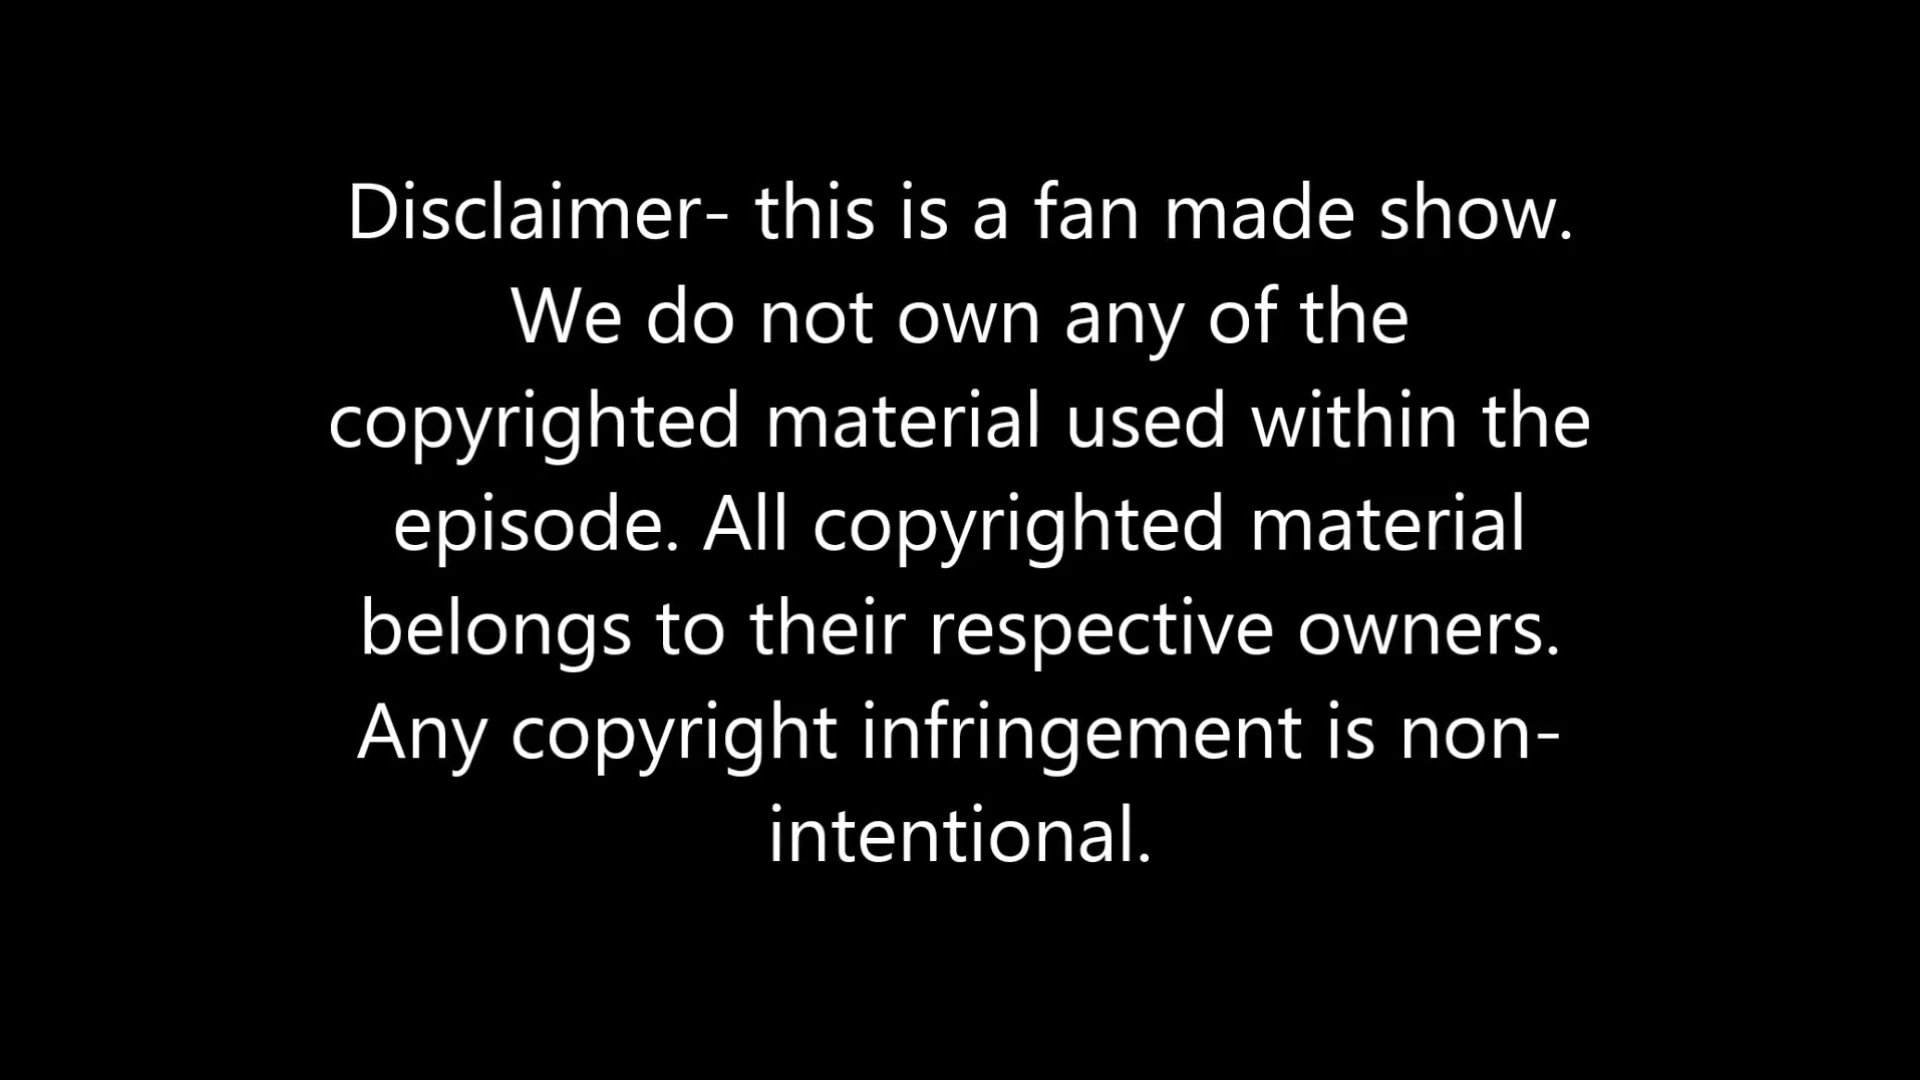 Disclaimer- this is a fan made show.
We do not own any of the
copyrighted material used within the
episode. All copyrighted material
belongs to their respective owners.
Any copyright infringement is non-
intentional.